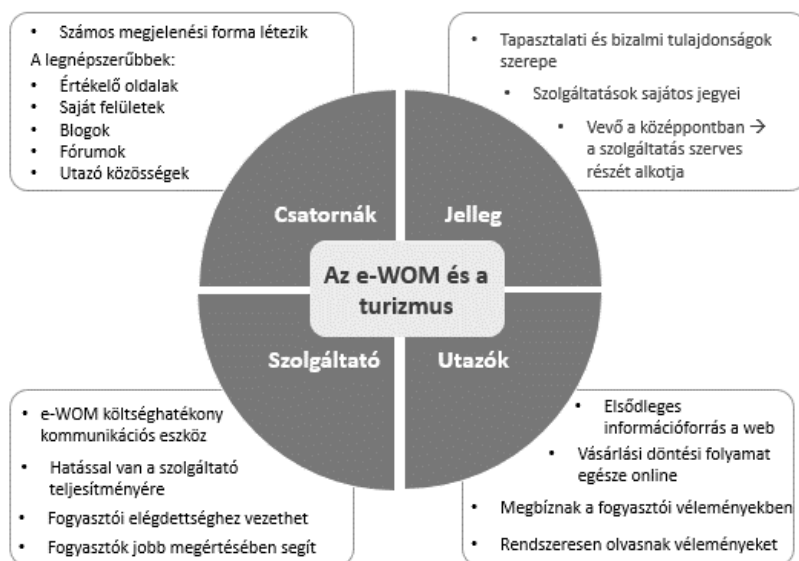 • Számos megjelenési forma létezik
A legnépszerűbbek:
• Értékelő oldalak
• Saját felületek
• Blogok
• Fórumok
• Utazó közösségek
• Tapasztalati és bizalmi tulajdonságok
szerepe
• Szolgáltatások sajátos jegyei
• Vevő a középpontban →
a szolgáltatás szerves
részét alkotja
Csatornák
Jelleg
Az e-WOM és a
turizmus
Szolgáltató
Utazók
• e-WOM költséghatékony
kommunikációs eszköz
• Hatással van a szolgáltató
teljesítményére
• Fogyasztói elégdettséghez vezethet
• Fogyasztók jobb megértésében segít
• Elsődleges
információforrás a web
• Vásárlási döntési folyamat
egésze online
• Megbíznak a fogyasztói véleményekben
• Rendszeresen olvasnak véleményeket